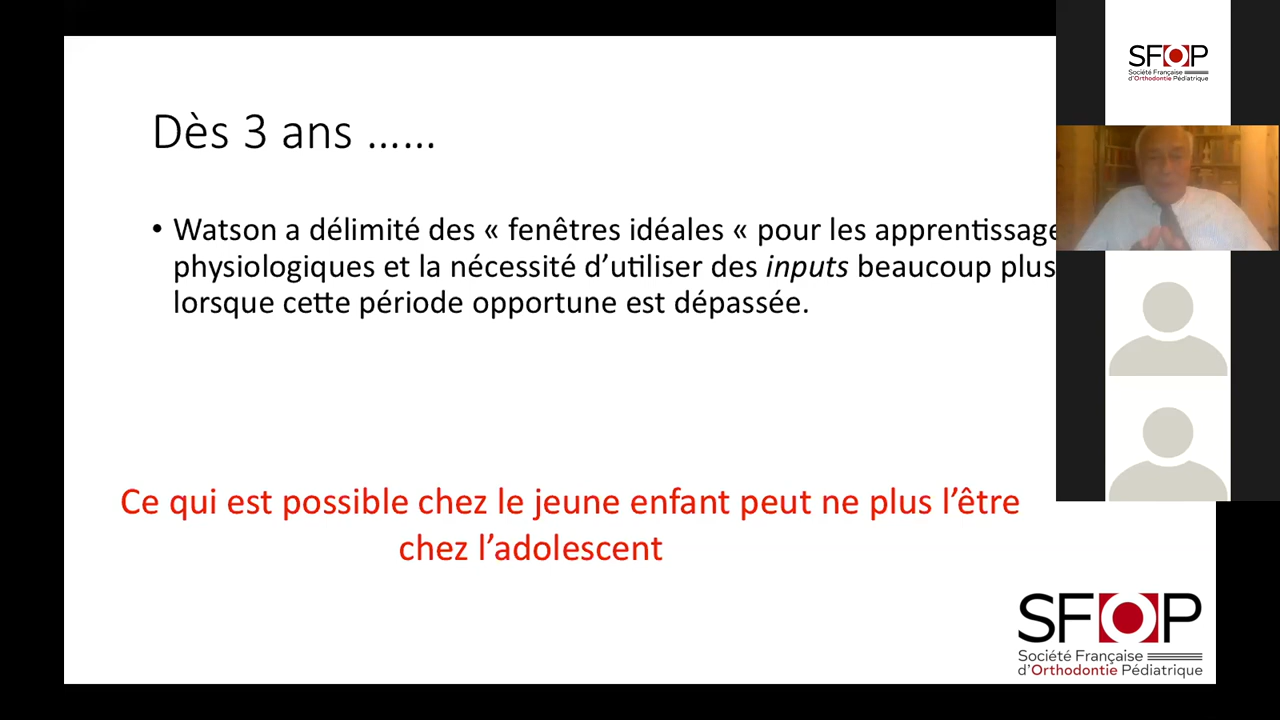 Dès 3 ans ……
• Watson a délimité des « fenêtres idéales « pour les apprentissage
physiologiques et la nécessité d’utiliser des inputs beaucoup plus
lorsque cette période opportune est dépassée.
Ce qui est possible chez le jeune enfant peut ne plus l’être
chez l’adolescent
SFOP
Société Française
d’Orthodontie Pédiatrique
SFOP
Société Française
d’Orthodontie Pédiatrique